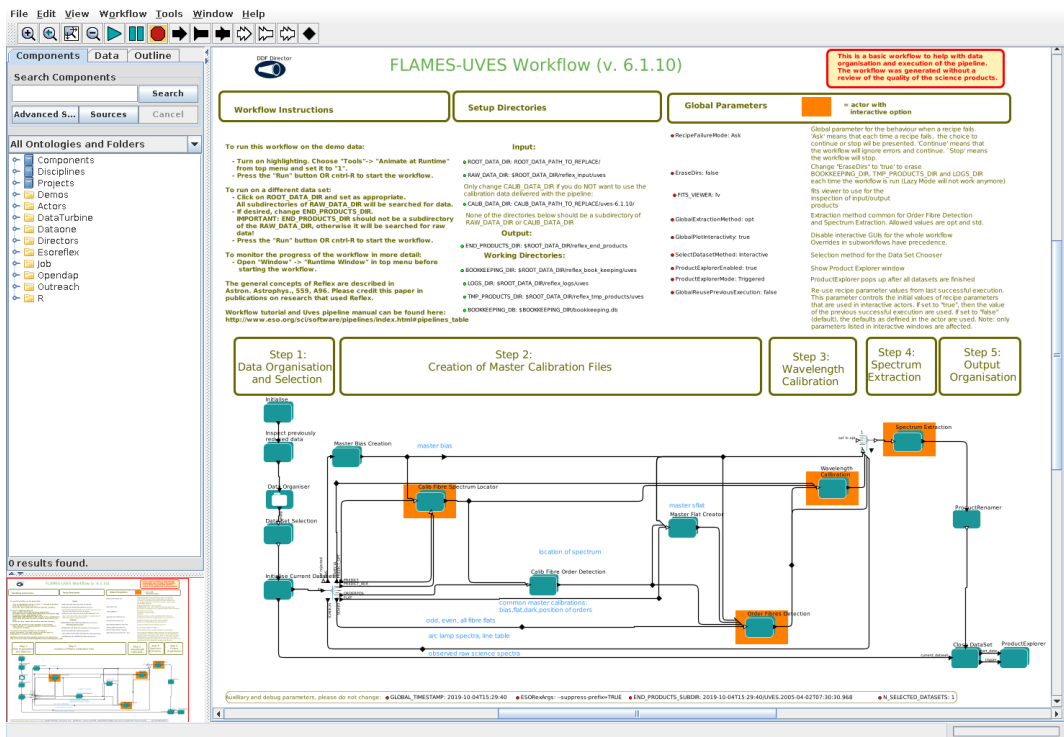 File Edit View Workflow Tools Window Help
Components Data Outline
Search Components
Search
Advanced S... Sources Cancel
All Ontologies and Folders
Components
Disciplines
Projects
Demos
Actors
DataTurbine
Dataone
Directors
Esoreflex
Job
Opendap
Outreach
R
0 results found.
DDF Director
FLAMES-UVES Workflow (v. 6.1.10)
This is a basic workflow to help with data
organisation and execution of the pipeline.
The workflow was generated without a
review of the quality of the science products.
Workflow Instructions
Setup Directories
Global Parameters
= actor with
interactive option
To run this workflow on the demo data:
- Turn on highlighting. Choose "Tools"-> "Animate at Runtime"
from top menu and set it to "1".
- Press the "Run" button OR cntrl-R to start the workflow.
To run on a different data set:
- Click on ROOT_DATA_DIR and set as appropriate.
All subdirectories of RAW_DATA_DIR will be searched for data.
- If desired, change END_PRODUCTS_DIR.
IMPORTANT: END_PRODUCTS_DIR should not be a subdirectory
of the RAW_DATA_DIR, otherwise it will be searched for raw
data!
- Press the "Run" button OR cntrl-R to start the workflow.
To monitor the progress of the workflow in more detail:
- Open "Window" -> "Runtime Window" in top menu before
starting the workflow.
The general concepts of Reflex are described in
Astron. Astrophys., 559, A96. Please credit this paper in
publications on research that used Reflex.
Workflow tutorial and Uves pipeline manual can be found here:
http://www.eso.org/sci/software/pipelines/index.html#pipelines_table
Input:
ROOT_DATA_DIR: ROOT_DATA_PATH_TO_REPLACE/
RAW_DATA_DIR: $ROOT_DATA_DIR/reflex_input/uves
Only change CALIB_DATA_DIR if you do NOT want to use the
calibration data delivered with the pipeline:
CALIB_DATA_DIR: CALIB_DATA_PATH_TO_REPLACE/uves-6.1.10/
None of the directories below should be a subdirectory of
RAW_DATA_DIR or CALIB_DATA_DIR.
Output:
END_PRODUCTS_DIR: $ROOT_DATA_DIR/reflex_end_products
Working Directories:
BOOKKEEPING_DIR: $ROOT_DATA_DIR/reflex_book_keeping/uves
LOGS_DIR: $ROOT_DATA_DIR/reflex_logs/uves
TMP_PRODUCTS_DIR: $ROOT_DATA_DIR/reflex_tmp_products/uves
BOOKKEEPING_DB: $BOOKKEEPING_DIR/bookkeeping.db
RecipeFailureMode: Ask
EraseDirs: false
FITS_VIEWER: fv
GlobalExtractionMethod: opt
GlobalPlotInteractivity: true
SelectDatasetMethod: Interactive
ProductExplorerEnabled: true
ProductExplorerMode: Triggered
GlobalReusePreviousExecution: false
Global parameter for the behaviour when a recipe fails.
'Ask' means that each time a recipe fails, the choice to
continue or stop will be presented. 'Continue' means that
the workflow will ignore errors and continue. `Stop' means
the workflow will stop.
Change "EraseDirs" to 'true' to erase
BOOKKEEPING_DIR, TMP_PRODUCTS_DIR and LOGS_DIR
each time the workflow is run (Lazy Mode will not work anymore)
fits viewer to use for the
inspection of input/output
products
Extraction method common for Order Fibre Detection
and Spectrum Extraction. Allowed values are opt and std.
Disable interactive GUIs for the whole workflow
Overrides in subworkflows have precedence.
Selection method for the Data Set Chooser
Show Product Explorer window
ProductExplorer pops up after all datasets are finished
Re-use recipe parameter values from last successful execution.
This parameter controls the initial values of recipe parameters
that are used in interactive actors. If set to "true", then the value
of the previous successful execution are used. If set to "false"
(default), the defaults as defined in the actor are used. Note: only
parameters listed in interactive windows are affected.
Step 1:
Data Organisation
and Selection
Step 2:
Creation of Master Calibration Files
Step 3:
Wavelength
Calibration
Step 4:
Spectrum
Extraction
Step 5:
Output
Organisation
Initialise
Inspect previously
reduced data
Data Organiser
Data Set Selection
Initialise Current Dataset
Master Bias Creation
master bias
Calib Fibre Spectrum Locator
location of spectrum
Calib Fibre Order Detection
common master calibrations:
bias,flat,dark,position of orders
odd, even, all fibre flats
arc lamp spectra, line table
observed raw science spectra
master sflat
Master Flat Creator
Order Fibres Detection
Wavelength
Calibration
Spectrum Extraction
ProductRenamer
Close DataSet
ProductExplorer
Auxiliary and debug parameters, please do not change:
GLOBAL_TIMESTAMP: 2019-10-04T15:29:40
ESORexArgs: --suppress-prefix=TRUE
END_PRODUCTS_SUBDIR: 2019-10-04T15:29:40/UVES.2005-04-02T07:30:30.968
N_SELECTED_DATASETS: 1